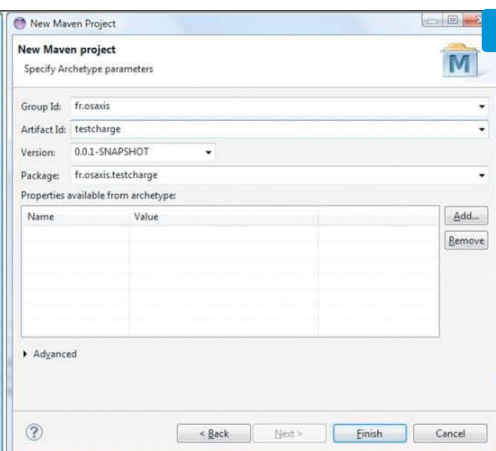 New Maven Project
New Maven project
Specify Archetype parameters
M
Group Id: fr.osaxis
Artifact Id: testcharge
Version: 0.0.1-SNAPSHOT
Package: fr.osaxis.testcharge
Properties available from archetype:
Name Value
Add...
Remove
Advanced
? < Back Next > Finish Cancel